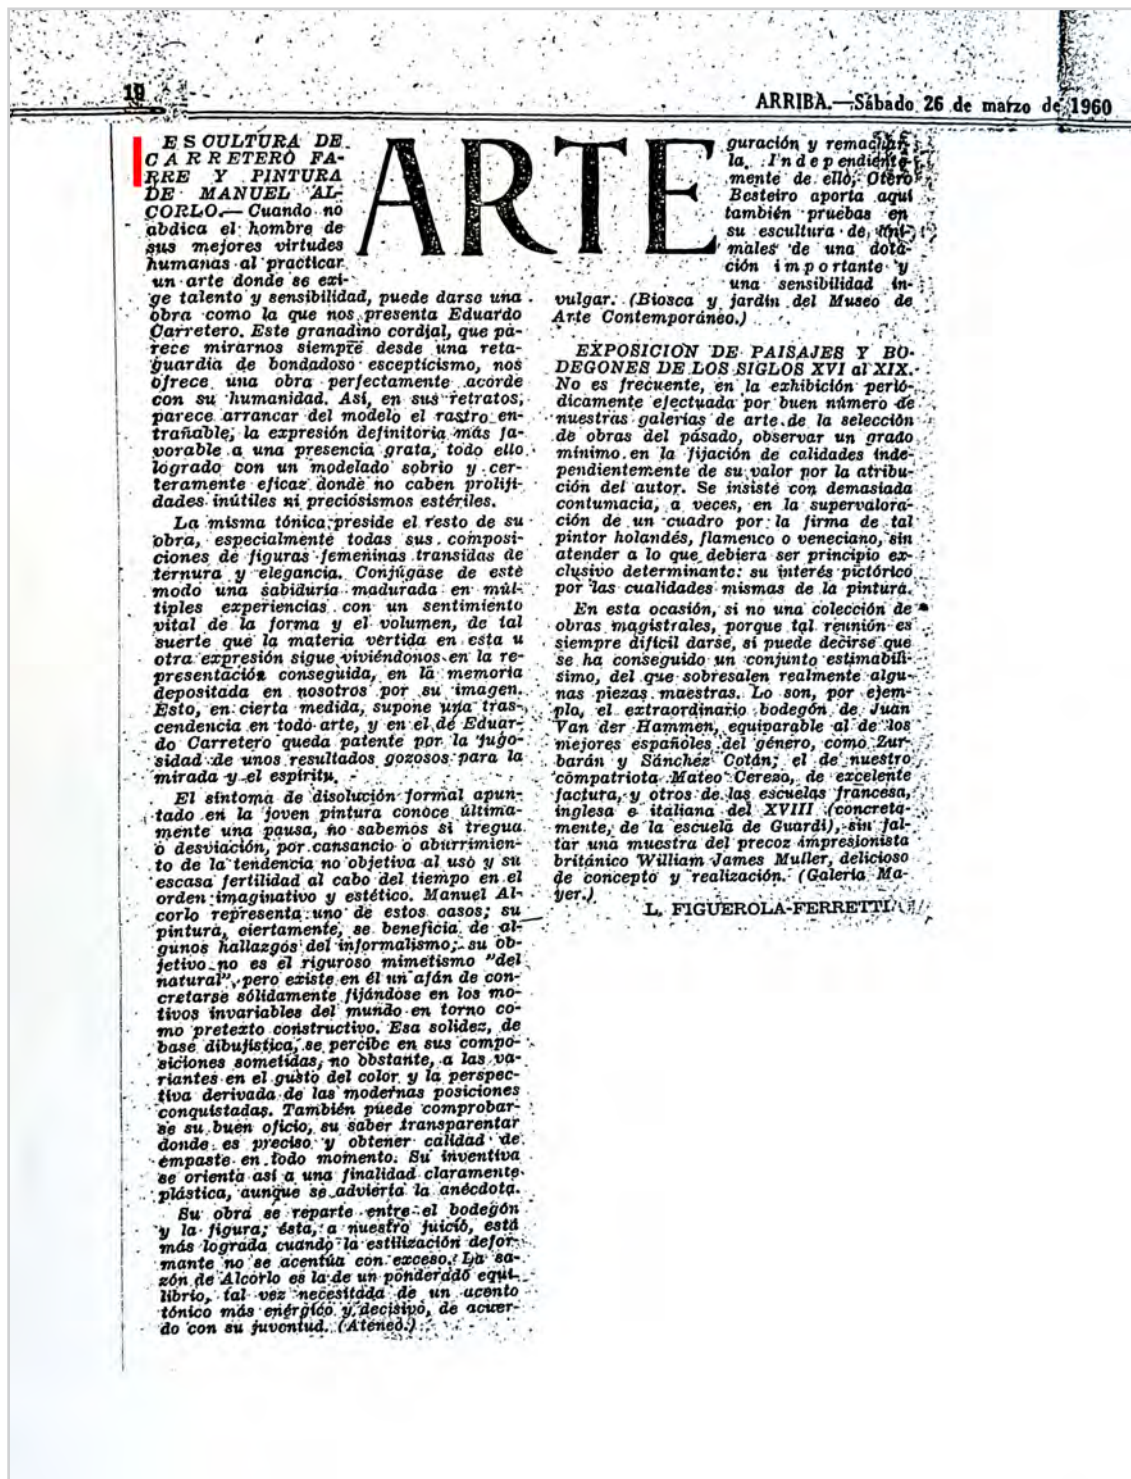 19
ARRIBA.—Sábado 26 de marzo de 1960
ARTE
ESCULTURA DE
CARRETERO FA-
RRE Y PINTURA
DE MANUEL AL-
CORLO.— Cuando no
abdica el hombre de
sus mejores virtudes
humanas al practicar
un arte donde se exi-
ge talento y sensibilidad, puede darse una
obra como la que nos presenta Eduardo
Carretero. Este granadino cordial, que pa-
rece mirarnos siempre desde una reta-
guardia de bondadoso escepticismo, nos
ofrece una obra perfectamente acorde
con su humanidad. Así, en sus retratos,
parece arrancar del modelo el rastro en-
trañable, la expresión definitoria más fa-
vorable a una presencia grata, todo ello
logrado con un modelado sobrio y cer-
teramente eficaz donde no caben proliji-
dades inútiles ni preciosismos estériles.
La misma tónica preside el resto de su
obra, especialmente todas sus composi-
ciones de figuras femeninas transidas de
ternura y elegancia. Conjúgase de este
modo una sabiduría madurada en múl-
tiples experiencias con un sentimiento
vital de la forma y el volumen, de tal
suerte que la materia vertida en esta u
otra expresión sigue viviéndonos en la re-
presentación conseguida, en la memoria
depositada en nosotros por su imagen.
Esto, en cierta medida, supone una tras-
cendencia en todo arte, y en el de Eduar-
do Carretero queda patente por la jugo-
sidad de unos resultados gozosos para la
mirada y el espíritu.
El síntoma de disolución formal apun-
tado en la joven pintura conoce última-
mente una pausa, no sabemos si tregua
o desviación, por cansancio o aburrimien-
to de la tendencia no objetiva al uso y su
escasa fertilidad al cabo del tiempo en el
orden imaginativo y estético. Manuel Al-
corlo representa uno de estos casos; su
pintura, ciertamente, se beneficia de al-
gunos hallazgos del informalismo; su ob-
jetivo no es el riguroso mimetismo "del
natural", pero existe en él un afán de con-
cretarse sólidamente fijándose en los mo-
tivos invariables del mundo en torno co-
mo pretexto constructivo. Esa solidez, de
base dibujística, se percibe en sus compo-
siciones sometidas, no obstante, a las va-
riantes en el gusto del color y la perspec-
tiva derivada de las modernas posiciones
conquistadas. También puede comprobar-
se su buen oficio, su saber transparentar
donde es preciso y obtener calidad de
empaste en todo momento. Su inventiva
se orienta así a una finalidad claramente
plástica, aunque se advierta la anécdota.
Su obra se reparte entre el bodegón
y la figura; ésta, a nuestro juicio, está
más lograda cuando la estilización defor-
mante no se acentúa con exceso. La sa-
zón de Alcorlo es la de un ponderado equi-
librio, tal vez necesitada de un acento
tónico más enérgico y decisivo, de acuer-
do con su juventud. (Ateneo.)
guración y remachar-
la. Independiente-
mente de ello, Otero
Besteiro aporta aquí
también pruebas en
su escultura de ani-
males de una dota-
ción importante y
una sensibilidad in-
vulgar. (Biosca y jardín del Museo de
Arte Contemporáneo.)
EXPOSICION DE PAISAJES Y BO-
DEGONES DE LOS SIGLOS XVI al XIX.
No es frecuente, en la exhibición perió-
dicamente efectuada por buen número de
nuestras galerías de arte de la selección
de obras del pasado, observar un grado
mínimo en la fijación de calidades inde-
pendientemente de su valor por la atribu-
ción del autor. Se insiste con demasiada
contumacia, a veces, en la supervalora-
ción de un cuadro por la firma de tal
pintor holandés, flamenco o veneciano, sin
atender a lo que debiera ser principio ex-
clusivo determinante: su interés pictórico
por las cualidades mismas de la pintura.
En esta ocasión, si no una colección de
obras magistrales, porque tal reunión es
siempre difícil darse, sí puede decirse que
se ha conseguido un conjunto estimabilí-
simo, del que sobresalen realmente algu-
nas piezas maestras. Lo son, por ejem-
plo, el extraordinario bodegón de Juan
Van der Hammen, equiparable al de los
mejores españoles del género, como Zur-
barán y Sánchez Cotán; el de nuestro
compatriota Mateo Cerezo, de excelente
factura, y otros de las escuelas francesa,
inglesa e italiana del XVIII (concreta-
mente, de la escuela de Guardi), sin fal-
tar una muestra del precoz impresionista
británico William James Muller, delicioso
de concepto y realización. (Galería Ma-
yer.)
L. FIGUEROLA-FERRETTI